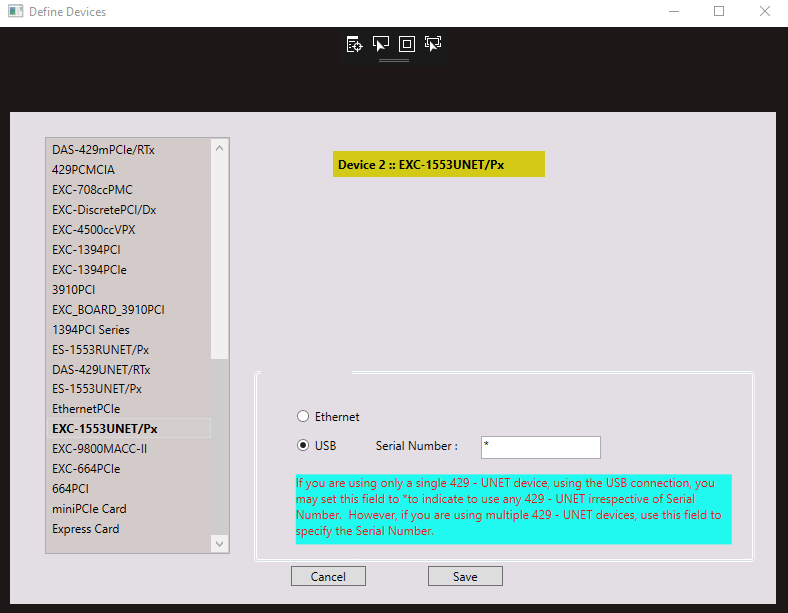 Define Devices
DAS-429mPCIe/RTx
429PCMCIA
EXC-708ccPMC
EXC-DiscretePCI/Dx
EXC-4500ccVPX
EXC-1394PCI
EXC-1394PCIe
3910PCI
EXC_BOARD_3910PCI
1394PCI Series
ES-1553RUNET/Px
DAS-429UNET/RTx
ES-1553UNET/Px
EthernetPCIe
EXC-1553UNET/Px
EXC-9800MACC-II
EXC-664PCIe
664PCI
miniPCIe Card
Express Card
Device 2 :: EXC-1553UNET/Px
Ethernet
USB Serial Number : *
If you are using only a single 429 - UNET device, using the USB connection, you
may set this field to *to indicate to use any 429 - UNET irrespective of Serial
Number. However, if you are using multiple 429 - UNET devices, use this field to
specify the Serial Number.
Cancel Save